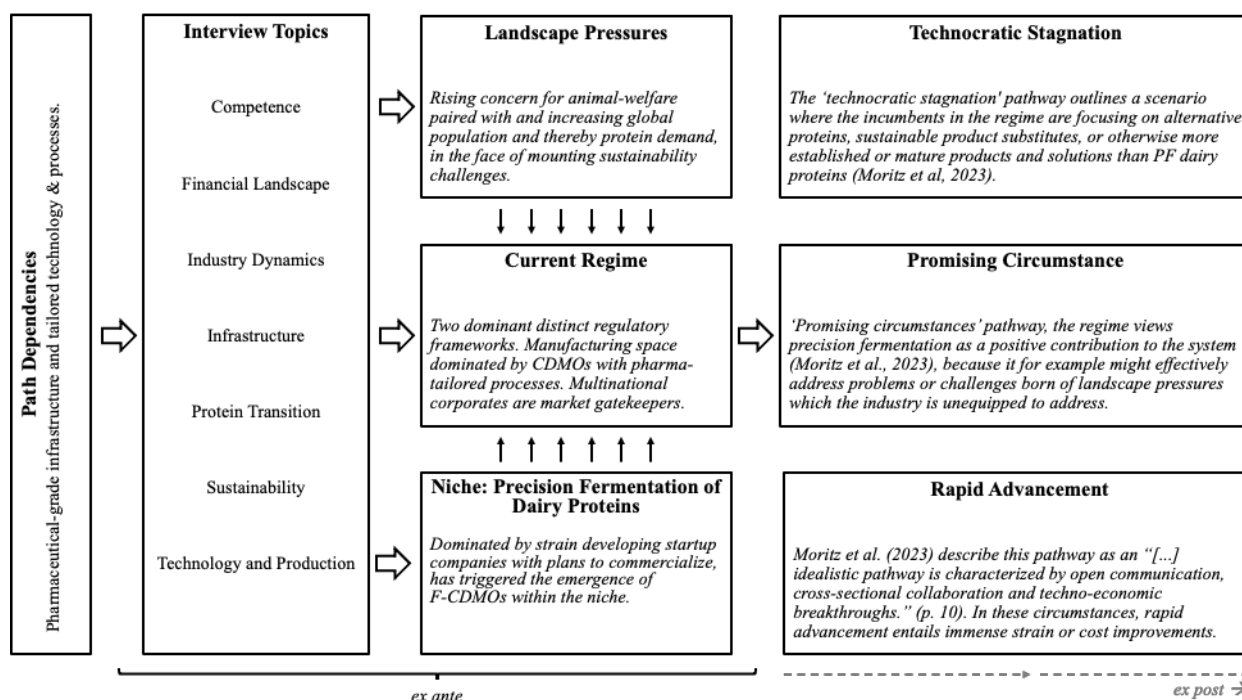 Path Dependencies
Pharmaceutical-grade infrastructure and tailored technology & processes.
Interview Topics
Competence
Financial Landscape
Industry Dynamics
Infrastructure
Protein Transition
Sustainability
Technology and Production
Landscape Pressures
Rising concern for animal-welfare
paired with and increasing global
population and thereby protein demand,
in the face of mounting sustainability
challenges.
Current Regime
Two dominant distinct regulatory
frameworks. Manufacturing space
dominated by CDMOs with pharma-
tailored processes. Multinational
corporates are market gatekeepers.
Niche: Precision Fermentation of
Dairy Proteins
Dominated by strain developing startup
companies with plans to commercialize,
has triggered the emergence of
F-CDMOs within the niche.
Technocratic Stagnation
The ‘technocratic stagnation' pathway outlines a scenario
where the incumbents in the regime are focusing on alternative
proteins, sustainable product substitutes, or otherwise more
established or mature products and solutions than PF dairy
proteins (Moritz et al, 2023).
Promising Circumstance
‘Promising circumstances’ pathway, the regime views
precision fermentation as a positive contribution to the system
(Moritz et al., 2023), because it for example might effectively
address problems or challenges born of landscape pressures
which the industry is unequipped to address.
Rapid Advancement
Moritz et al. (2023) describe this pathway as an “[...]
idealistic pathway is characterized by open communication,
cross-sectional collaboration and techno-economic
breakthroughs.” (p. 10). In these circumstances, rapid
advancement entails immense strain or cost improvements.
ex ante
ex post